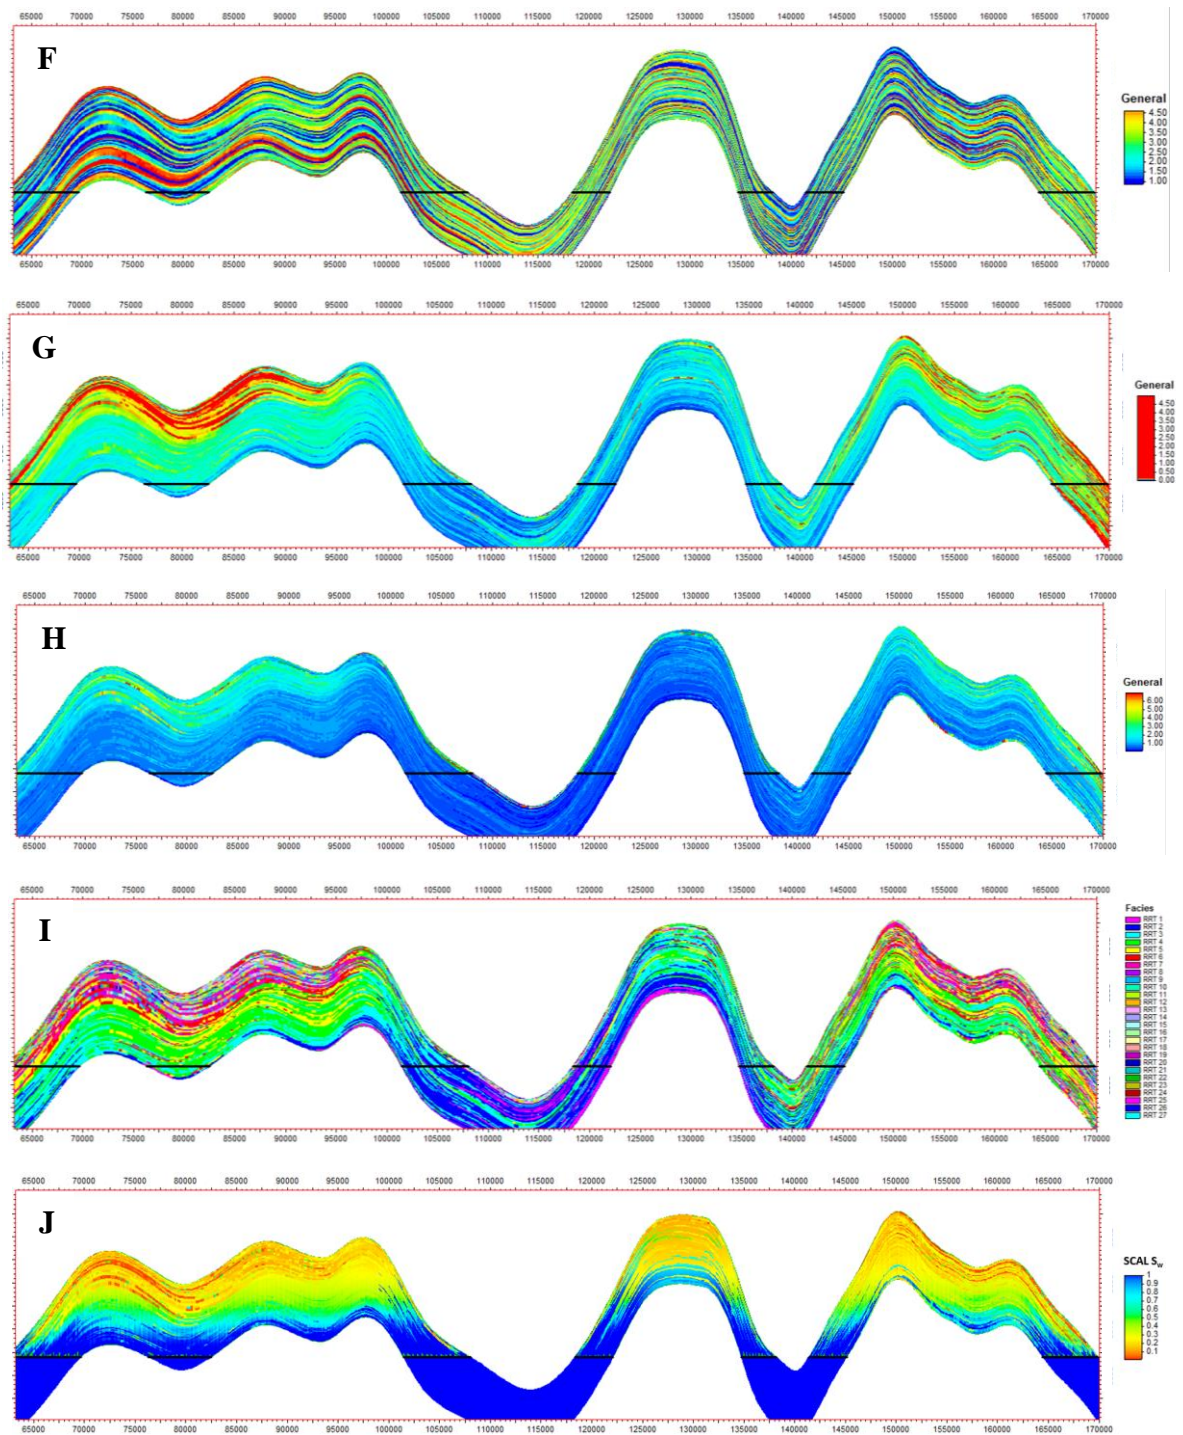 65000 70000 75000 80000 85000 90000 95000 100000 105000 110000 115000 120000 125000 130000 135000 140000 145000 150000 155000 160000 165000 170000
F
General
4.50
4.00
3.50
3.00
2.50
2.00
1.50
1.00
65000 70000 75000 80000 85000 90000 95000 100000 105000 110000 115000 120000 125000 130000 135000 140000 145000 150000 155000 160000 165000 170000
65000 70000 75000 80000 85000 90000 95000 100000 105000 110000 115000 120000 125000 130000 135000 140000 145000 150000 155000 160000 165000 170000
G
General
4.50
4.00
3.50
3.00
2.50
2.00
1.50
1.00
0.50
0.00
65000 70000 75000 80000 85000 90000 95000 100000 105000 110000 115000 120000 125000 130000 135000 140000 145000 150000 155000 160000 165000 170000
65000 70000 75000 80000 85000 90000 95000 100000 105000 110000 115000 120000 125000 130000 135000 140000 145000 150000 155000 160000 165000 170000
H
General
6.00
5.00
4.00
3.00
2.00
1.00
65000 70000 75000 80000 85000 90000 95000 100000 105000 110000 115000 120000 125000 130000 135000 140000 145000 150000 155000 160000 165000 170000
65000 70000 75000 80000 85000 90000 95000 100000 105000 110000 115000 120000 125000 130000 135000 140000 145000 150000 155000 160000 165000 170000
I
Facies
RRT 1
RRT 2
RRT 3
RRT 4
RRT 5
RRT 6
RRT 7
RRT 8
RRT 9
RRT 10
RRT 11
RRT 12
RRT 13
RRT 14
RRT 15
RRT 16
RRT 17
RRT 18
RRT 19
RRT 20
RRT 21
RRT 22
RRT 23
RRT 24
RRT 25
RRT 26
RRT 27
65000 70000 75000 80000 85000 90000 95000 100000 105000 110000 115000 120000 125000 130000 135000 140000 145000 150000 155000 160000 165000 170000
65000 70000 75000 80000 85000 90000 95000 100000 105000 110000 115000 120000 125000 130000 135000 140000 145000 150000 155000 160000 165000 170000
J
SCAL Sw
1
0.9
0.8
0.7
0.6
0.5
0.4
0.3
0.2
0.1
65000 70000 75000 80000 85000 90000 95000 100000 105000 110000 115000 120000 125000 130000 135000 140000 145000 150000 155000 160000 165000 170000